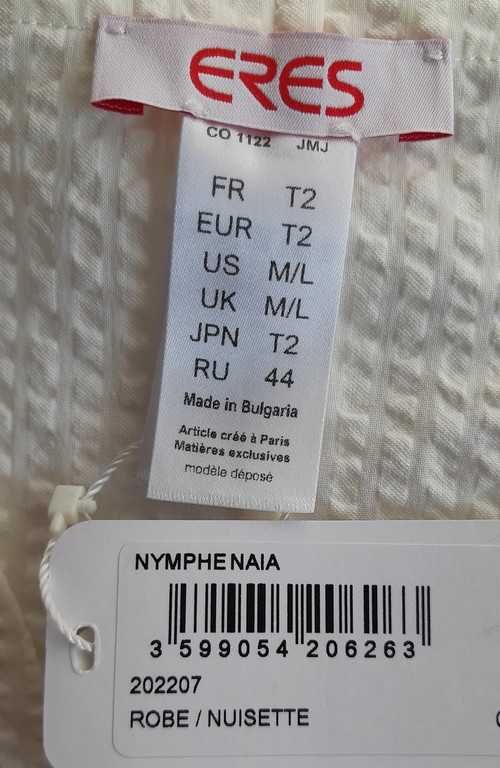 ERES
CO 1122 JMJ
FR T2
EUR T2
US M/L
UK M/L
JPN T2
RU 44
Made in Bulgaria
Article créé à Paris
Matières exclusives
modèle déposé
NYMPHE NAIA
3 599054 206263
202207
ROBE / NUISETTE